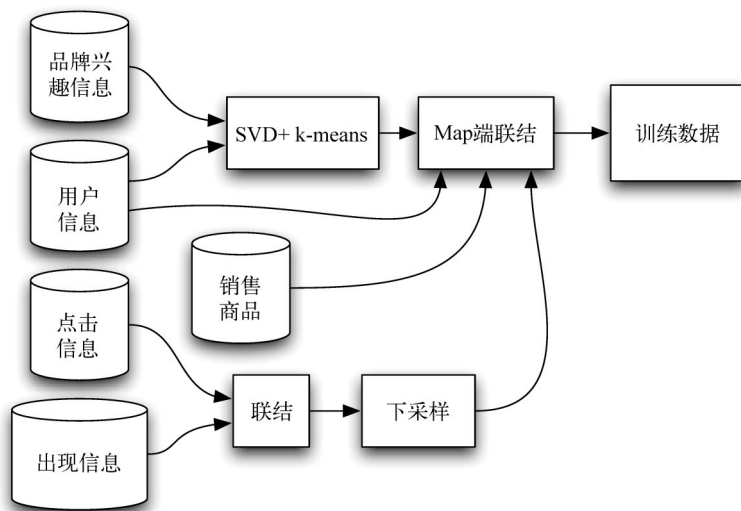 品牌兴
趣信息
SVD+ k-means
Map端联结
训练数据
用户
信息
销售
商品
点击
信息
联结
下采样
出现信息